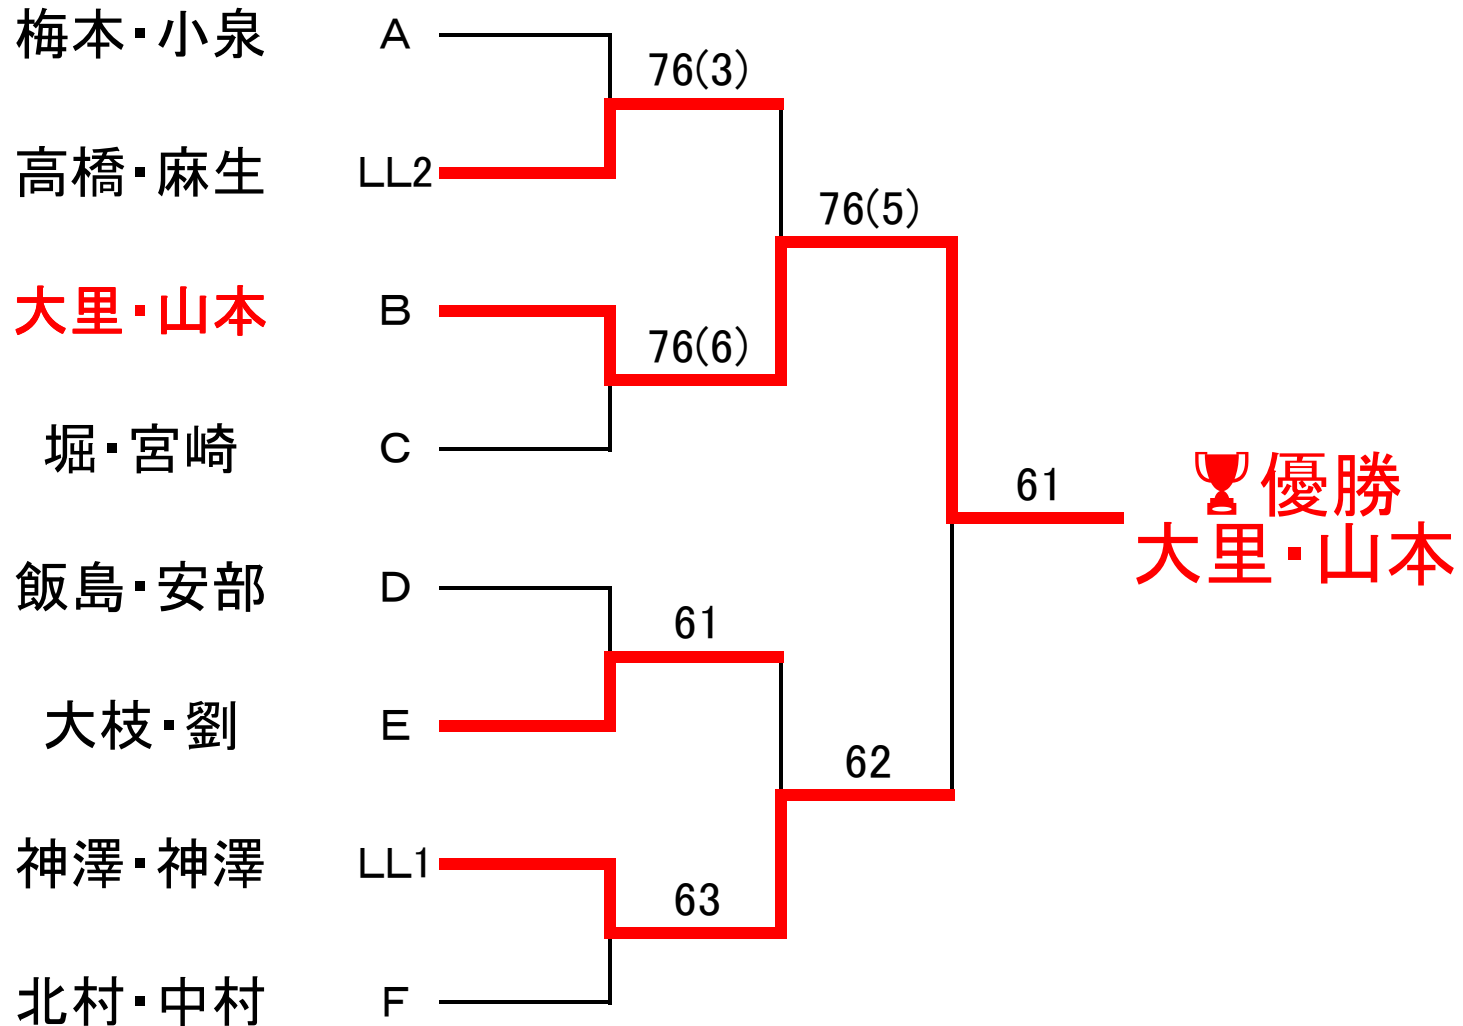 梅本・小泉 A
76(3)
高橋・麻生 LL2
76(5)
大里・山本 B
76(6)
堀・宮崎 C
61
優勝
大里・山本
飯島・安部 D
61
大枝・劉 E
62
神澤・神澤 LL1
63
北村・中村 F